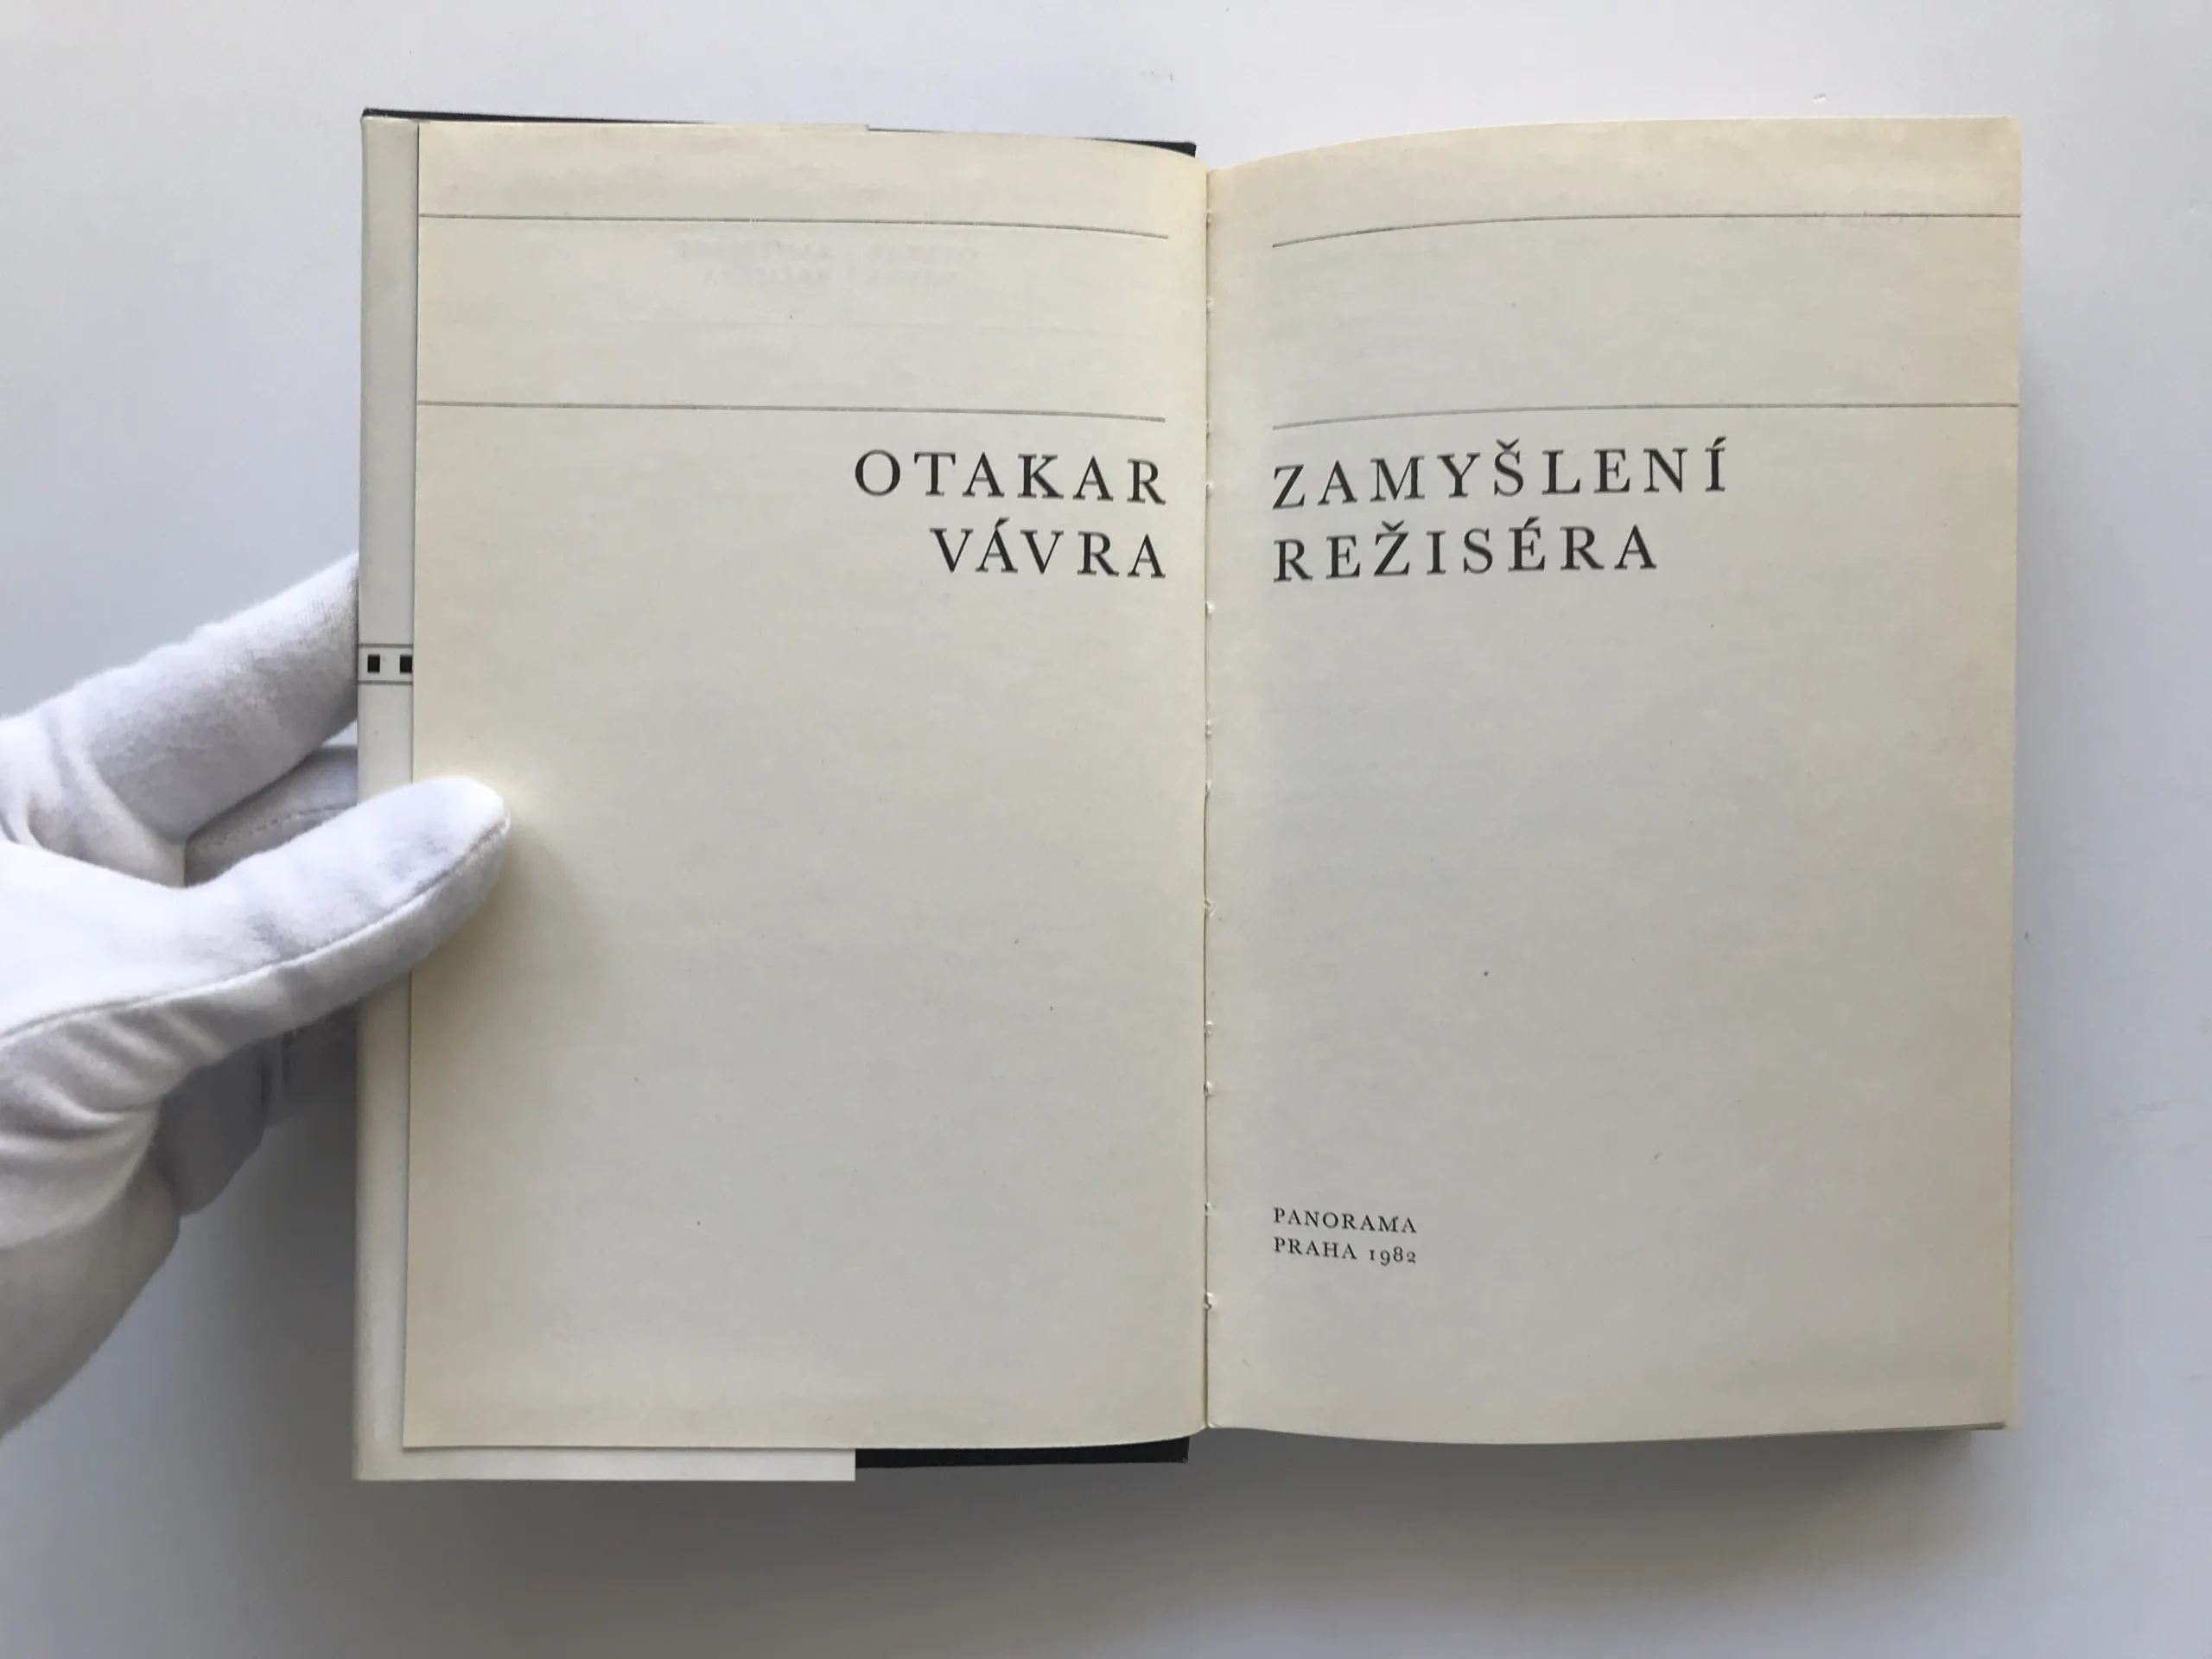 OTAKAR
VÁVRA
ZAMYŠLENÍ
REŽISÉRA
PANORAMA
PRAHA 1982